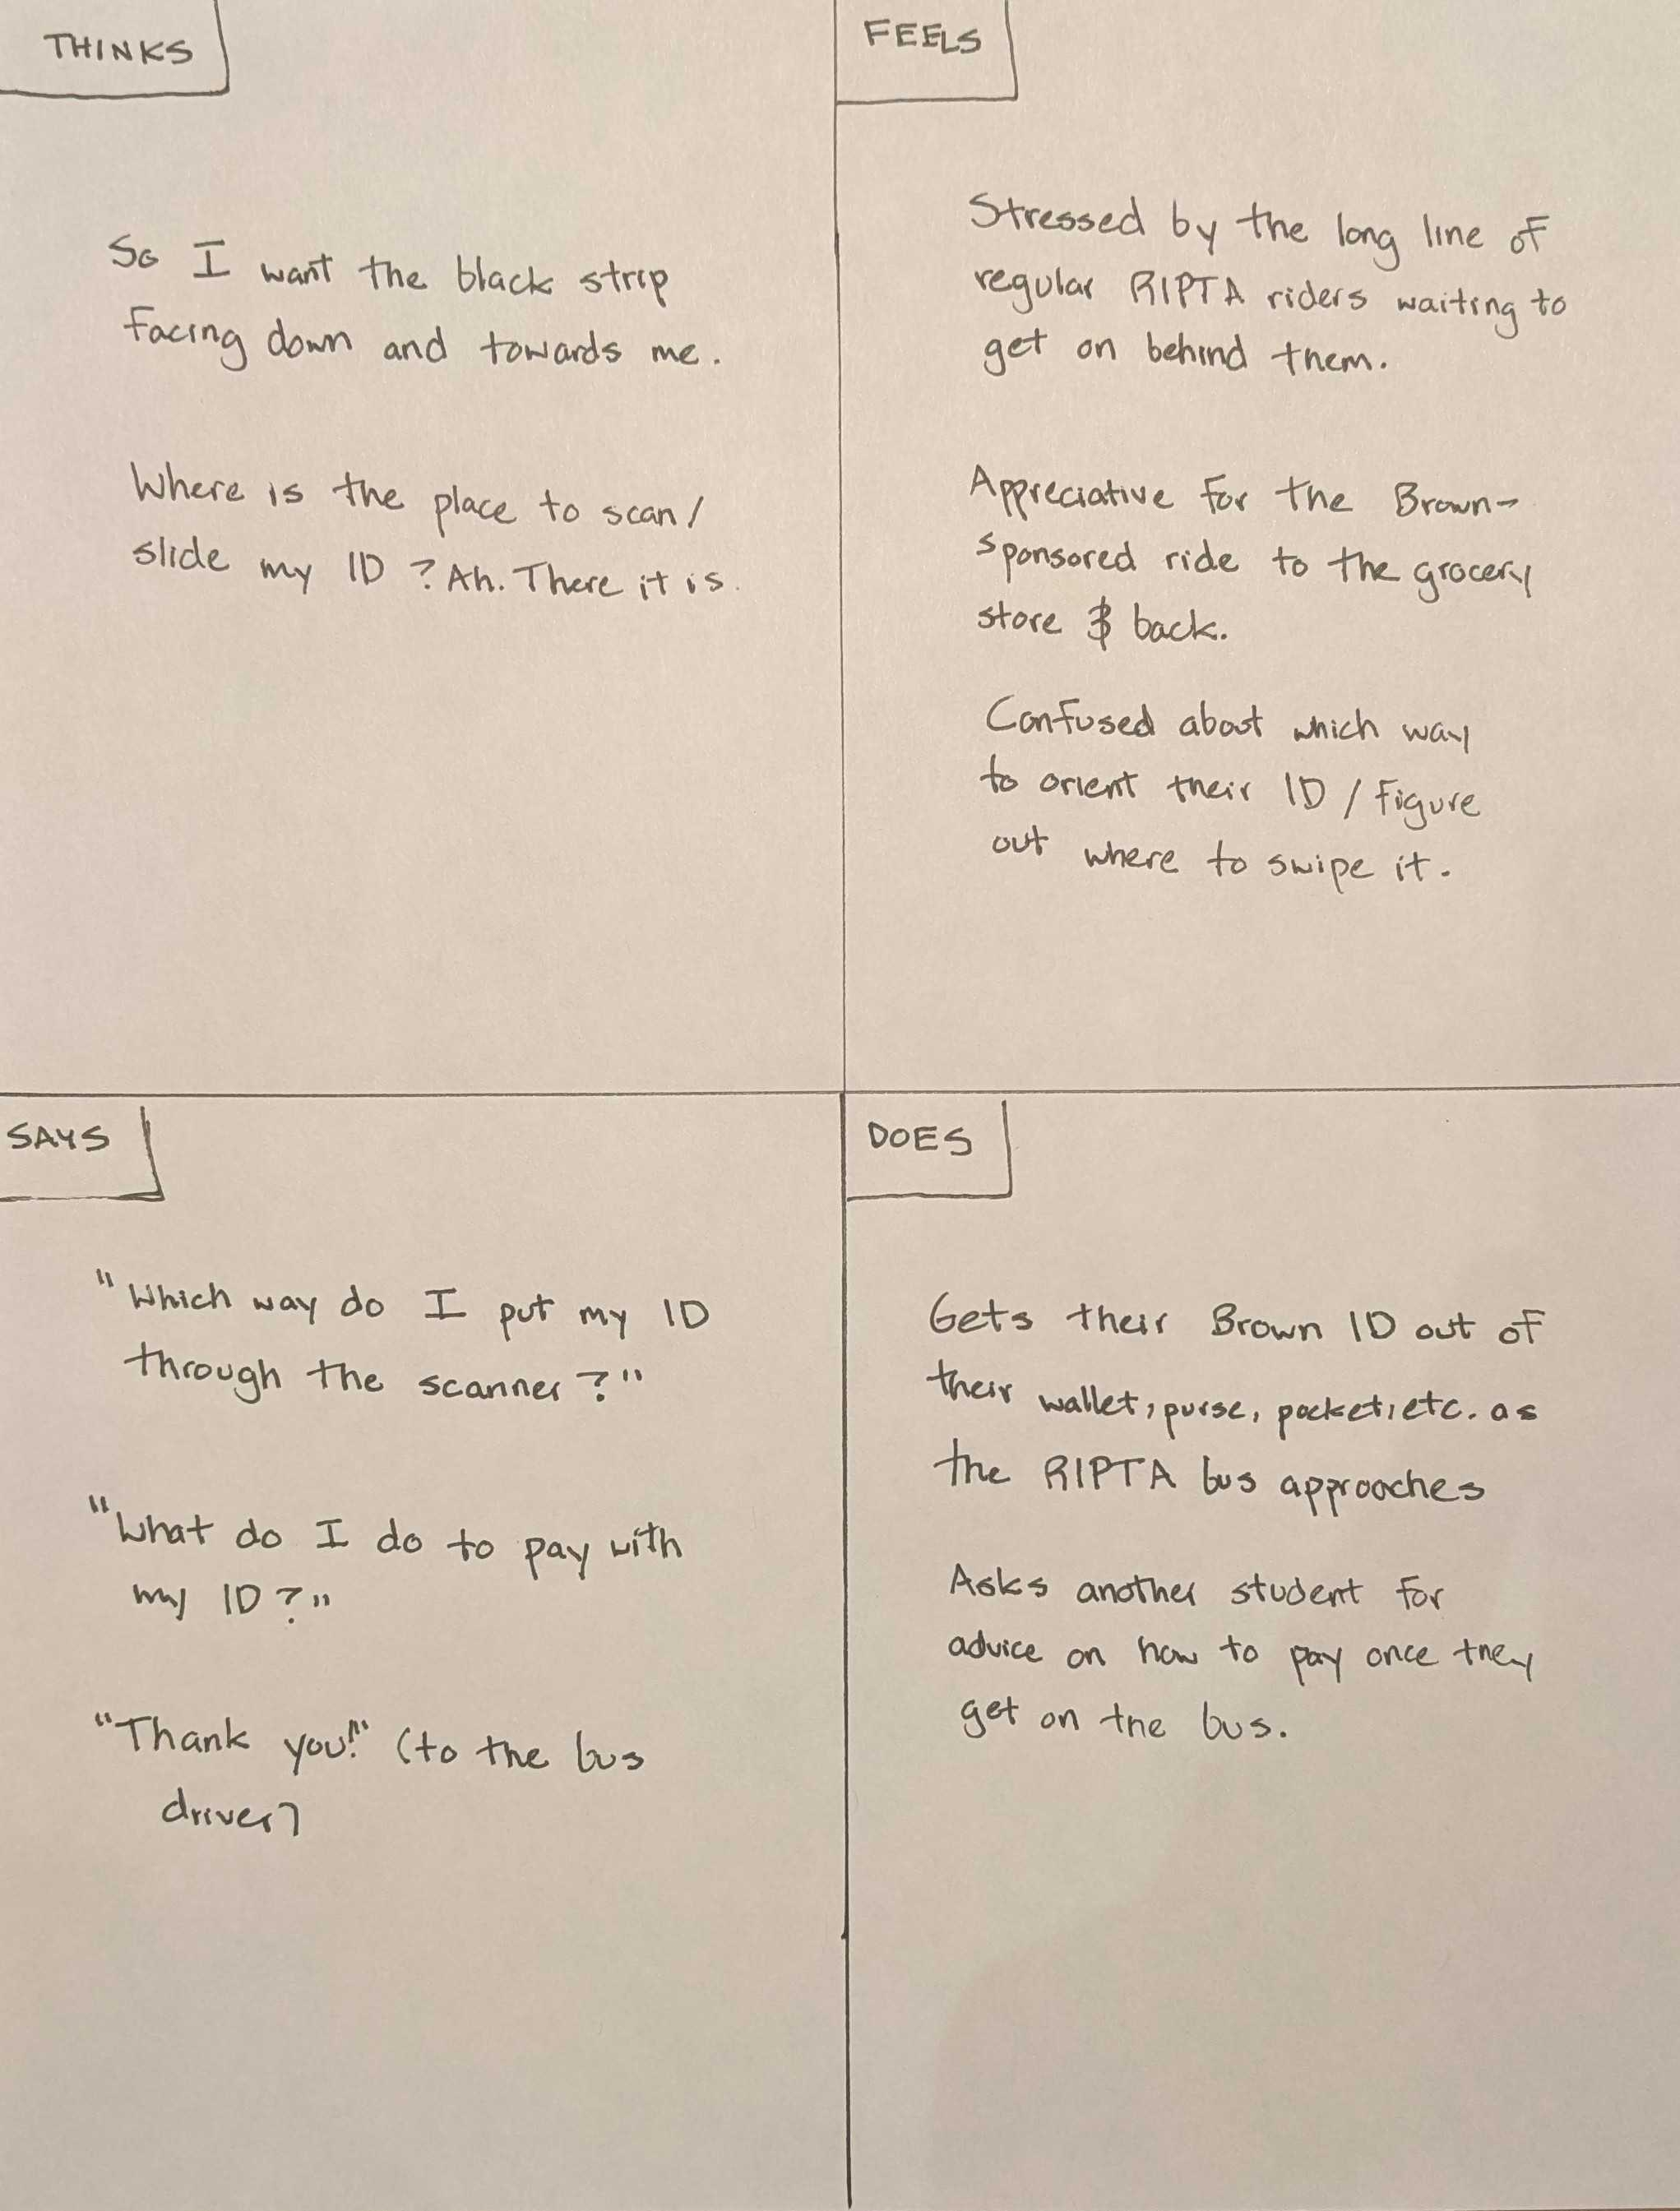 THINKS
So I want the black strip
facing down and towards me.
Where is the place to scan/
slide my ID? Ah. There it is.
FEELS
Stressed by the long line of
regular RIPTA riders waiting to
get on behind them.
Appreciative for the Brown-
sponsored ride to the grocery
store & back.
Confused about which way
to orient their ID / figure
out where to swipe it.
SAYS
"Which way do I put my ID
through the scanner?"
"What do I do to pay with
my ID?"
"Thank you!" (to the bus
driver)
DOES
Gets their Brown ID out of
their wallet, purse, pocket, etc. as
the RIPTA bus approaches
Asks another student for
advice on how to pay once they
get on the bus.